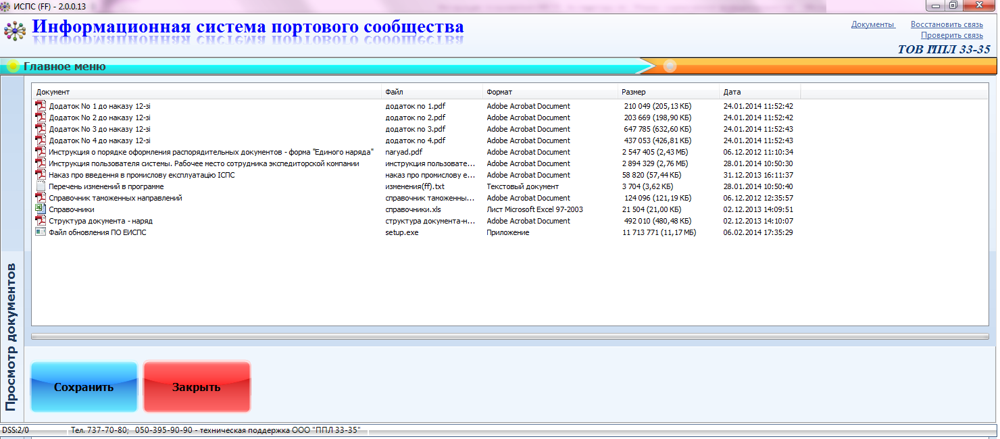 ИСПС (FF) - 2.0.0.13
Информационная система портового сообщества
Документы Восстановить связь
Проверить связь
ТОВ ППЛ 33-35
Главное меню
Документ Файл Формат Размер Дата
Додаток No 1 до наказу 12-зі додаток no 1.pdf Adobe Acrobat Document 210 049 (205,13 КБ) 24.01.2014 11:52:42
Додаток No 2 до наказу 12-зі додаток no 2.pdf Adobe Acrobat Document 203 669 (198,90 КБ) 24.01.2014 11:52:42
Додаток No 3 до наказу 12-зі додаток no 3.pdf Adobe Acrobat Document 647 785 (632,60 КБ) 24.01.2014 11:52:43
Додаток No 4 до наказу 12-зі додаток no 4.pdf Adobe Acrobat Document 437 053 (426,81 КБ) 24.01.2014 11:52:43
Инструкция о порядке оформления распорядительных документов - форма "Единого наряда" naryad.pdf Adobe Acrobat Document 2 547 405 (2,43 МБ) 06.12.2012 11:10:34
Инструкция пользователя системы. Рабочее место сотрудника экспедиторской компании инструкция пользовате... Adobe Acrobat Document 2 894 329 (2,76 МБ) 28.01.2014 10:50:30
Наказ про введення в промислову експлуатацію ІСПС наказ про промислову е... Adobe Acrobat Document 58 820 (57,44 КБ) 31.12.2013 16:11:37
Перечень изменений в программе изменения(ff).txt Текстовый документ 3 704 (3,62 КБ) 28.01.2014 10:50:40
Справочник таможенных направлений справочник таможенны... Adobe Acrobat Document 124 096 (121,19 КБ) 06.12.2012 12:35:57
Справочники справочники.xls Лист Microsoft Excel 97-2003 21 504 (21,00 КБ) 02.12.2013 14:09:51
Структура документа - наряд структура документа-н... Adobe Acrobat Document 492 010 (480,48 КБ) 02.12.2013 14:10:07
Файл обновления ПО ЕИСПС setup.exe Приложение 11 713 771 (11,17 МБ) 06.02.2014 17:35:29
Просмотр документов
Сохранить Закрыть
DSS:2/0 Тел. 737-70-80; 050-395-90-90 - техническая поддержка ООО "ППЛ 33-35"